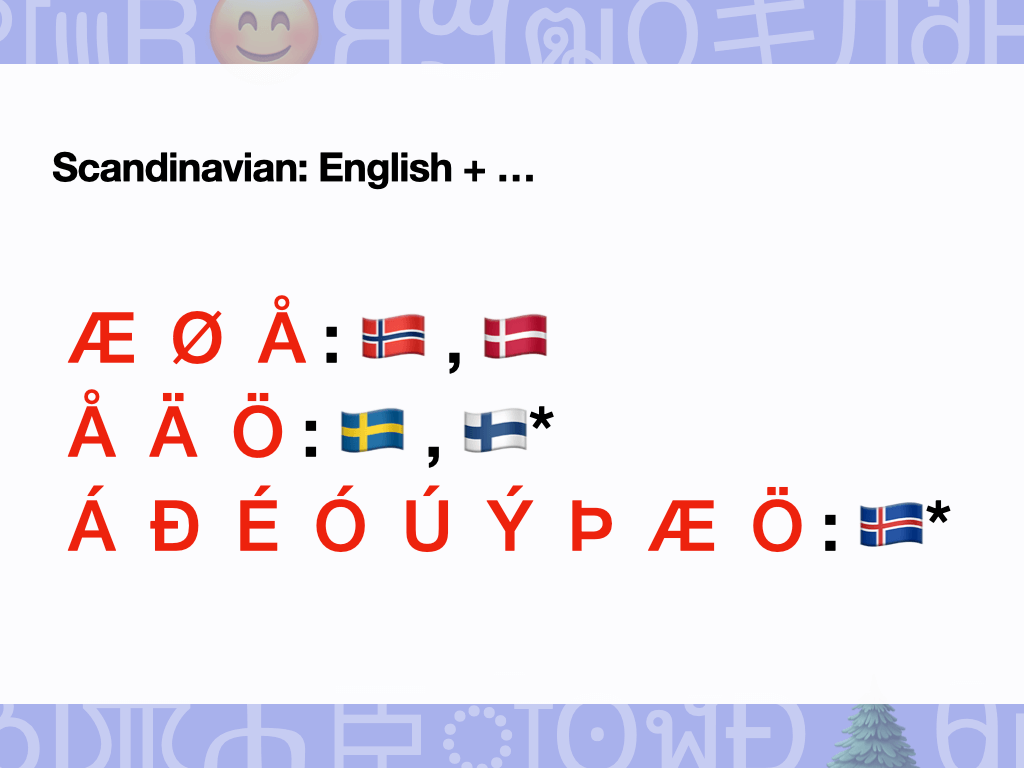 Scandinavian: English + …
Æ Ø Å: 🇳🇴, 🇩🇰
Å Ä Ö: 🇸🇪, 🇫🇮*
Á Ð É Ó Ú Ý Þ Æ Ö: 🇮🇸*